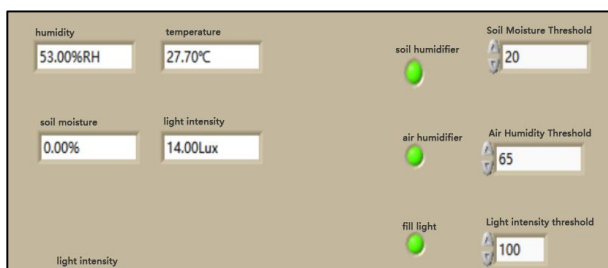 humidity
53.00%RH
temperature
27.70℃
soil humidifier
Soil Moisture Threshold
20
soil moisture
0.00%
light intensity
14.00Lux
air humidifier
Air Humidity Threshold
65
fill light
Light intensity threshold
100
light intensity